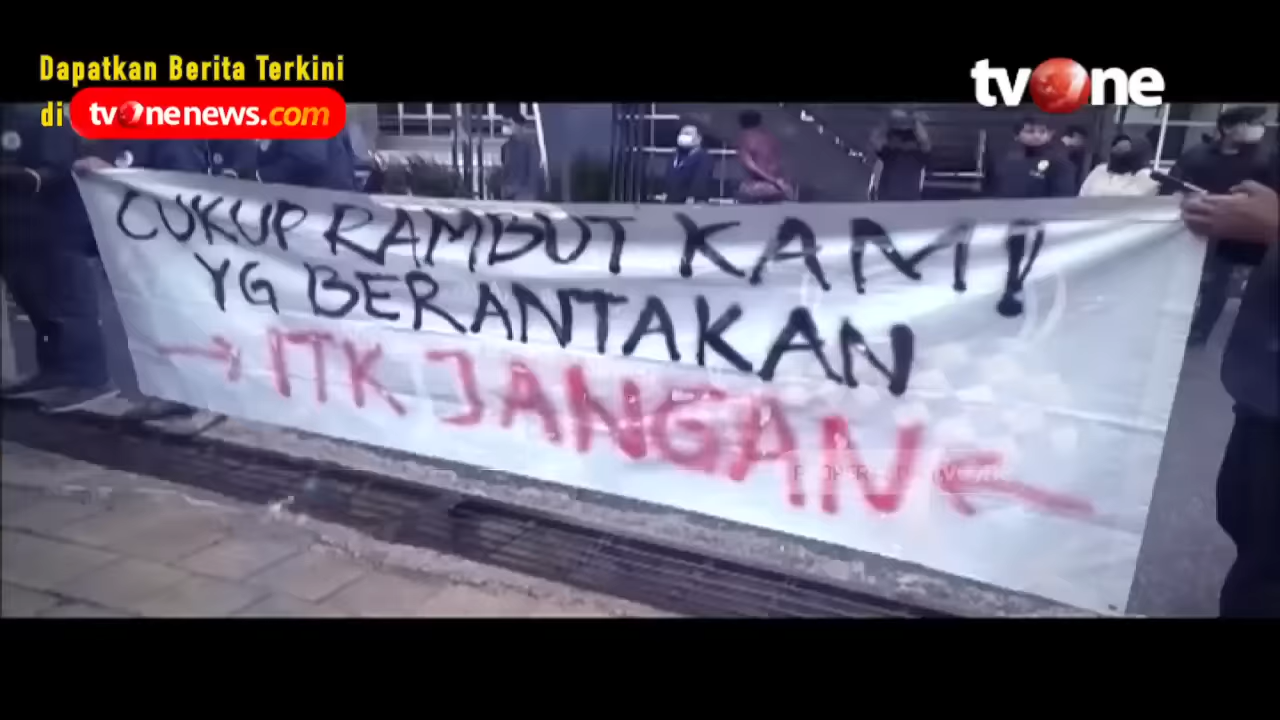 Dapatkan Berita Terkini
di tvonenews.com
tvOne
CUKUP RAMBUT KAMI
YG BERANTAKAN
→ ITK JANGAN ←